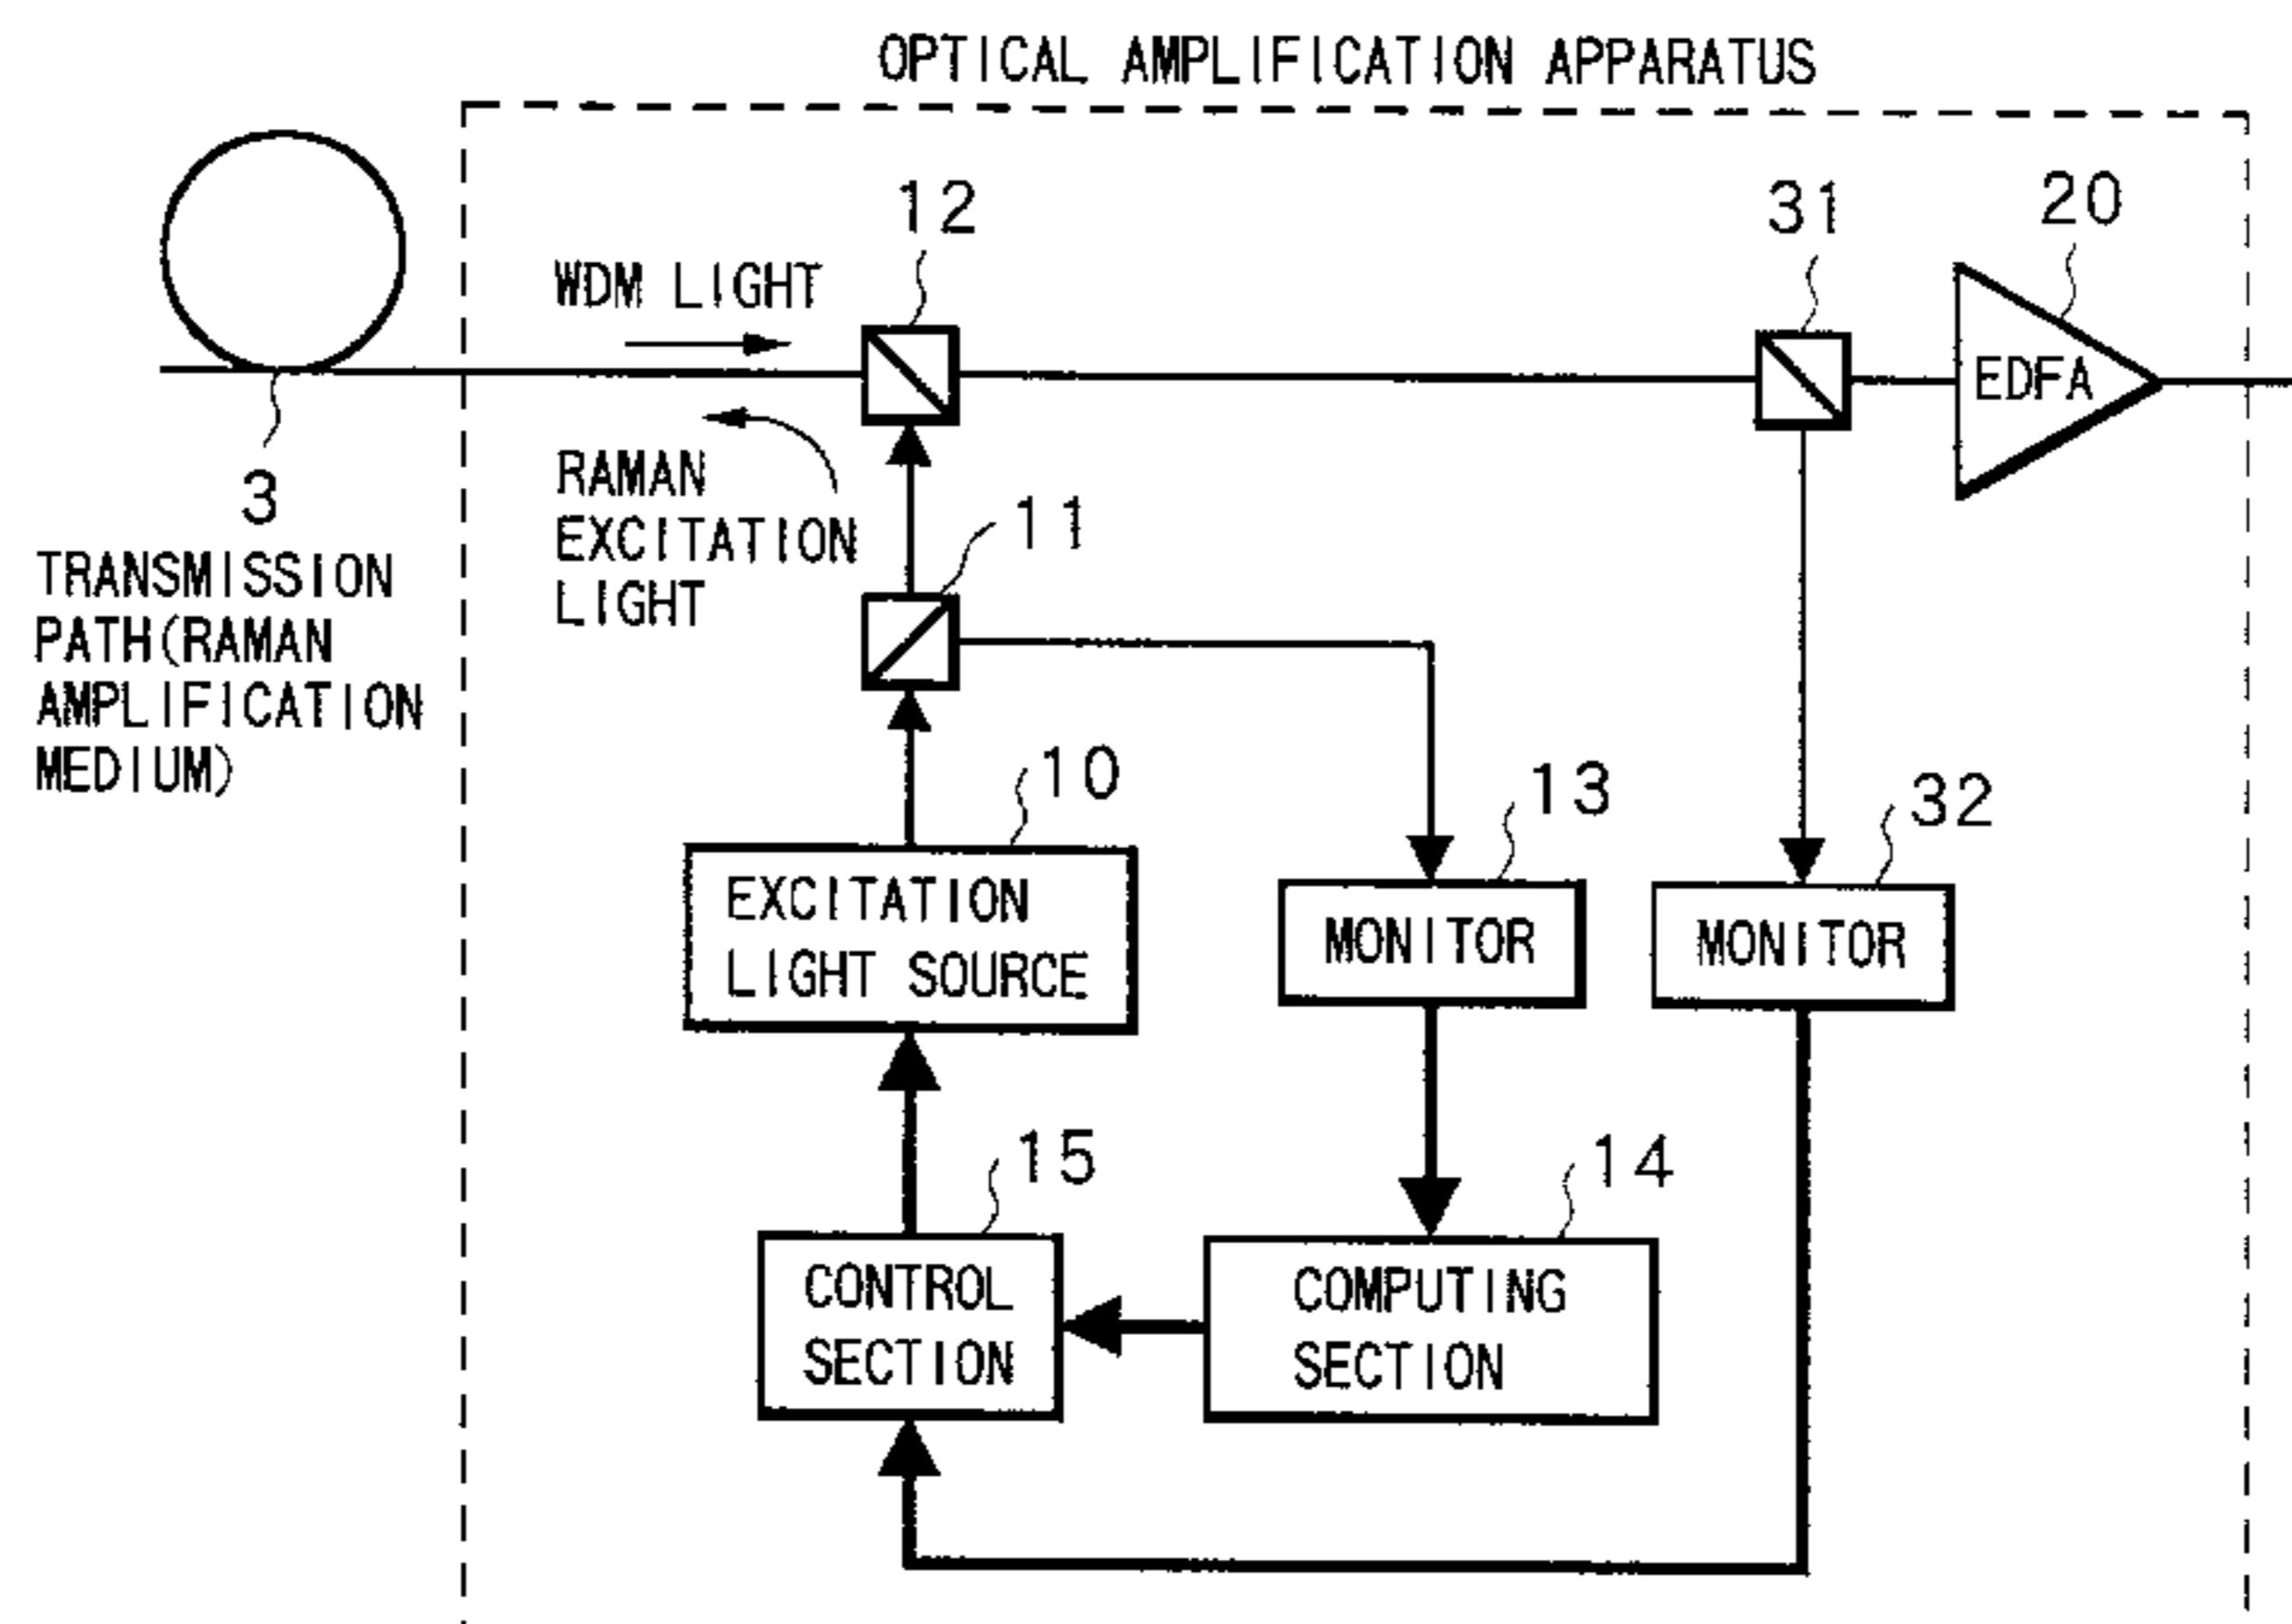 OPTICAL AMPLIFICATION APPARATUS
12
31
20
WDM LIGHT
EDFA
RAMAN
EXCITATION
LIGHT
3
TRANSMISSION
PATH(RAMAN
AMPLIFICATION
MEDIUM)
11
10
13
32
EXCITATION
LIGHT SOURCE
MONITOR
MONITOR
15
14
CONTROL
SECTION
COMPUTING
SECTION